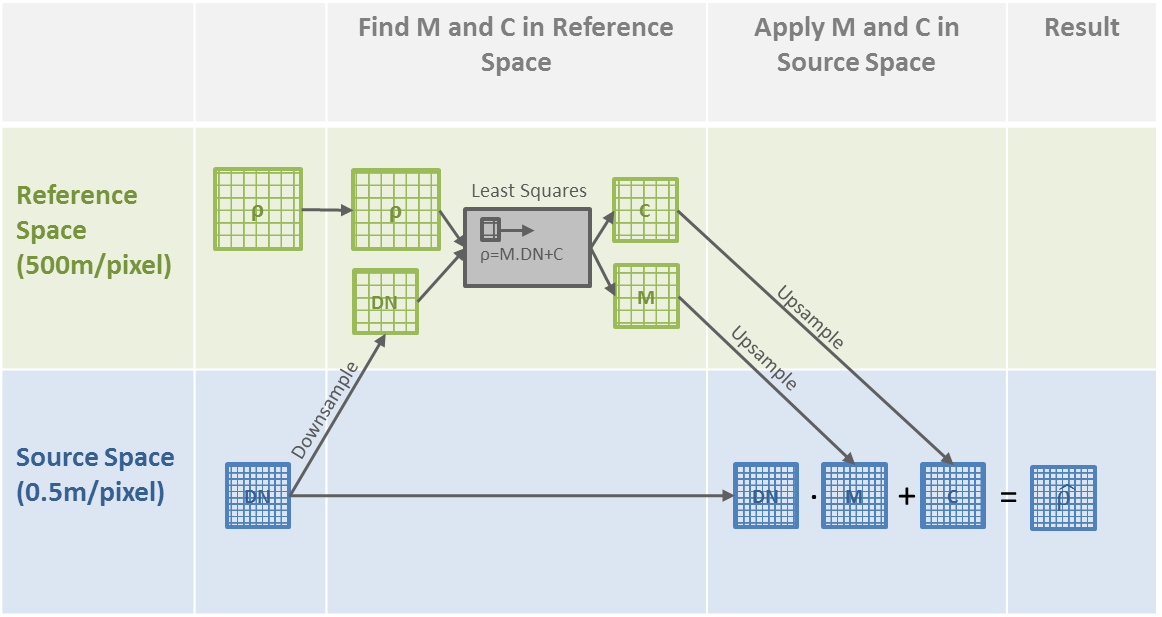 Find M and C in Reference
Space
Apply M and C in
Source Space
Result
Reference
Space
(500m/pixel)
ρ
ρ
DN
Least Squares
ρ=M.DN+C
C
M
Upsample
Upsample
Downsample
Source Space
(0.5m/pixel)
DN
DN · M + C = ρ̂